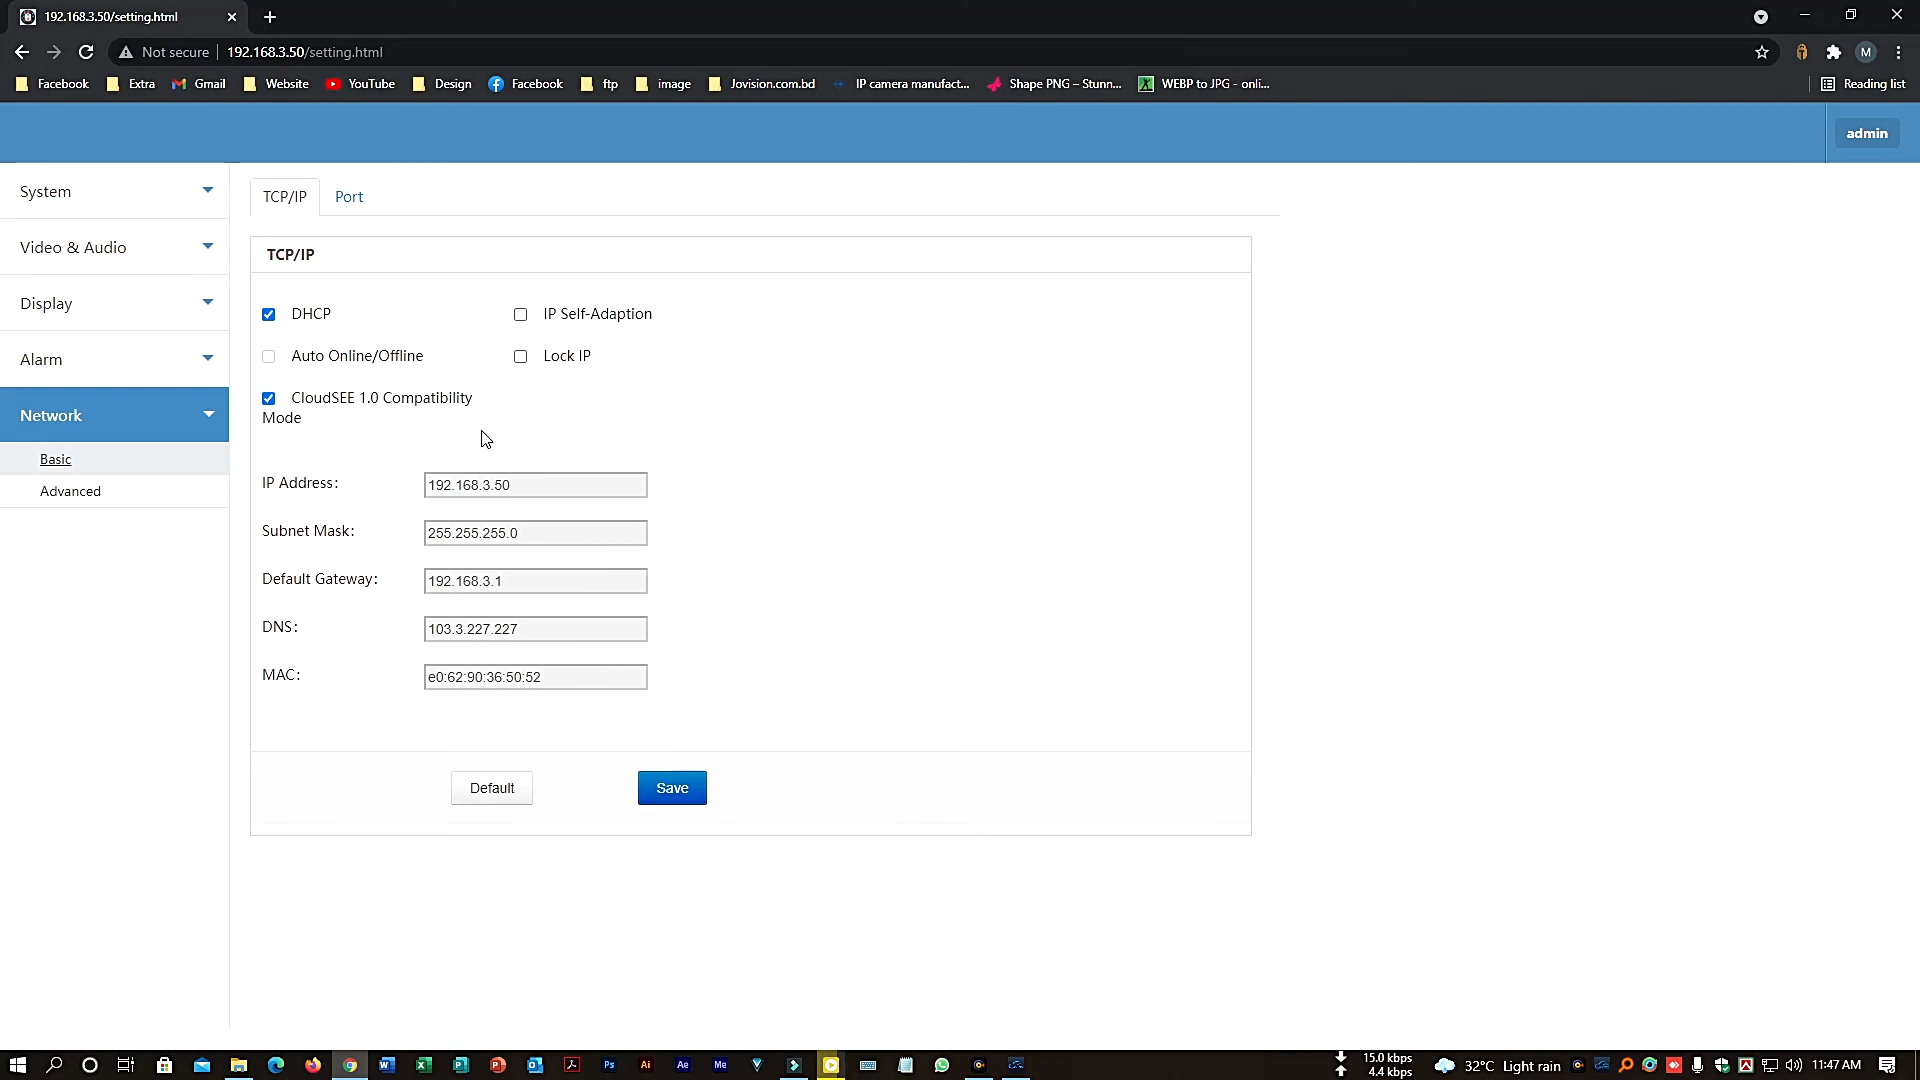 192.168.3.50/setting.html
Not secure | 192.168.3.50/setting.html
M
Facebook Extra Gmail Website YouTube Design Facebook ftp image Jovision.com.bd IP camera manufact... Shape PNG – Stunn... WEBP to JPG - onli... Reading list
admin
System
Video & Audio
Display
Alarm
Network
Basic
Advanced
TCP/IP Port
TCP/IP
DHCP IP Self-Adaption
Auto Online/Offline Lock IP
CloudSEE 1.0 Compatibility
Mode
IP Address: 192.168.3.50
Subnet Mask: 255.255.255.0
Default Gateway: 192.168.3.1
DNS: 103.3.227.227
MAC: e0:62:90:36:50:52
Default Save
Ps Ai Ae Me
15.0 kbps
4.4 kbps
32°C Light rain
11:47 AM